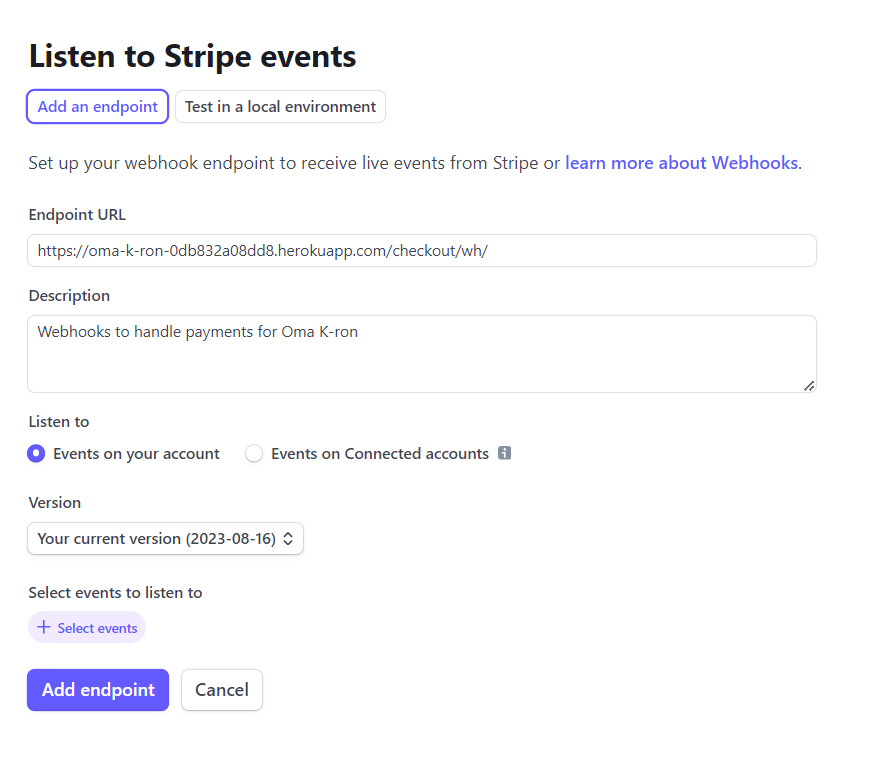 Listen to Stripe events
Add an endpoint
Test in a local environment
Set up your webhook endpoint to receive live events from Stripe or learn more about Webhooks.
Endpoint URL
https://oma-k-ron-0db832a08dd8.herokuapp.com/checkout/wh/
Description
Webhooks to handle payments for Oma K-ron
Listen to
Events on your account
Events on Connected accounts
Version
Your current version (2023-08-16)
Select events to listen to
+ Select events
Add endpoint
Cancel